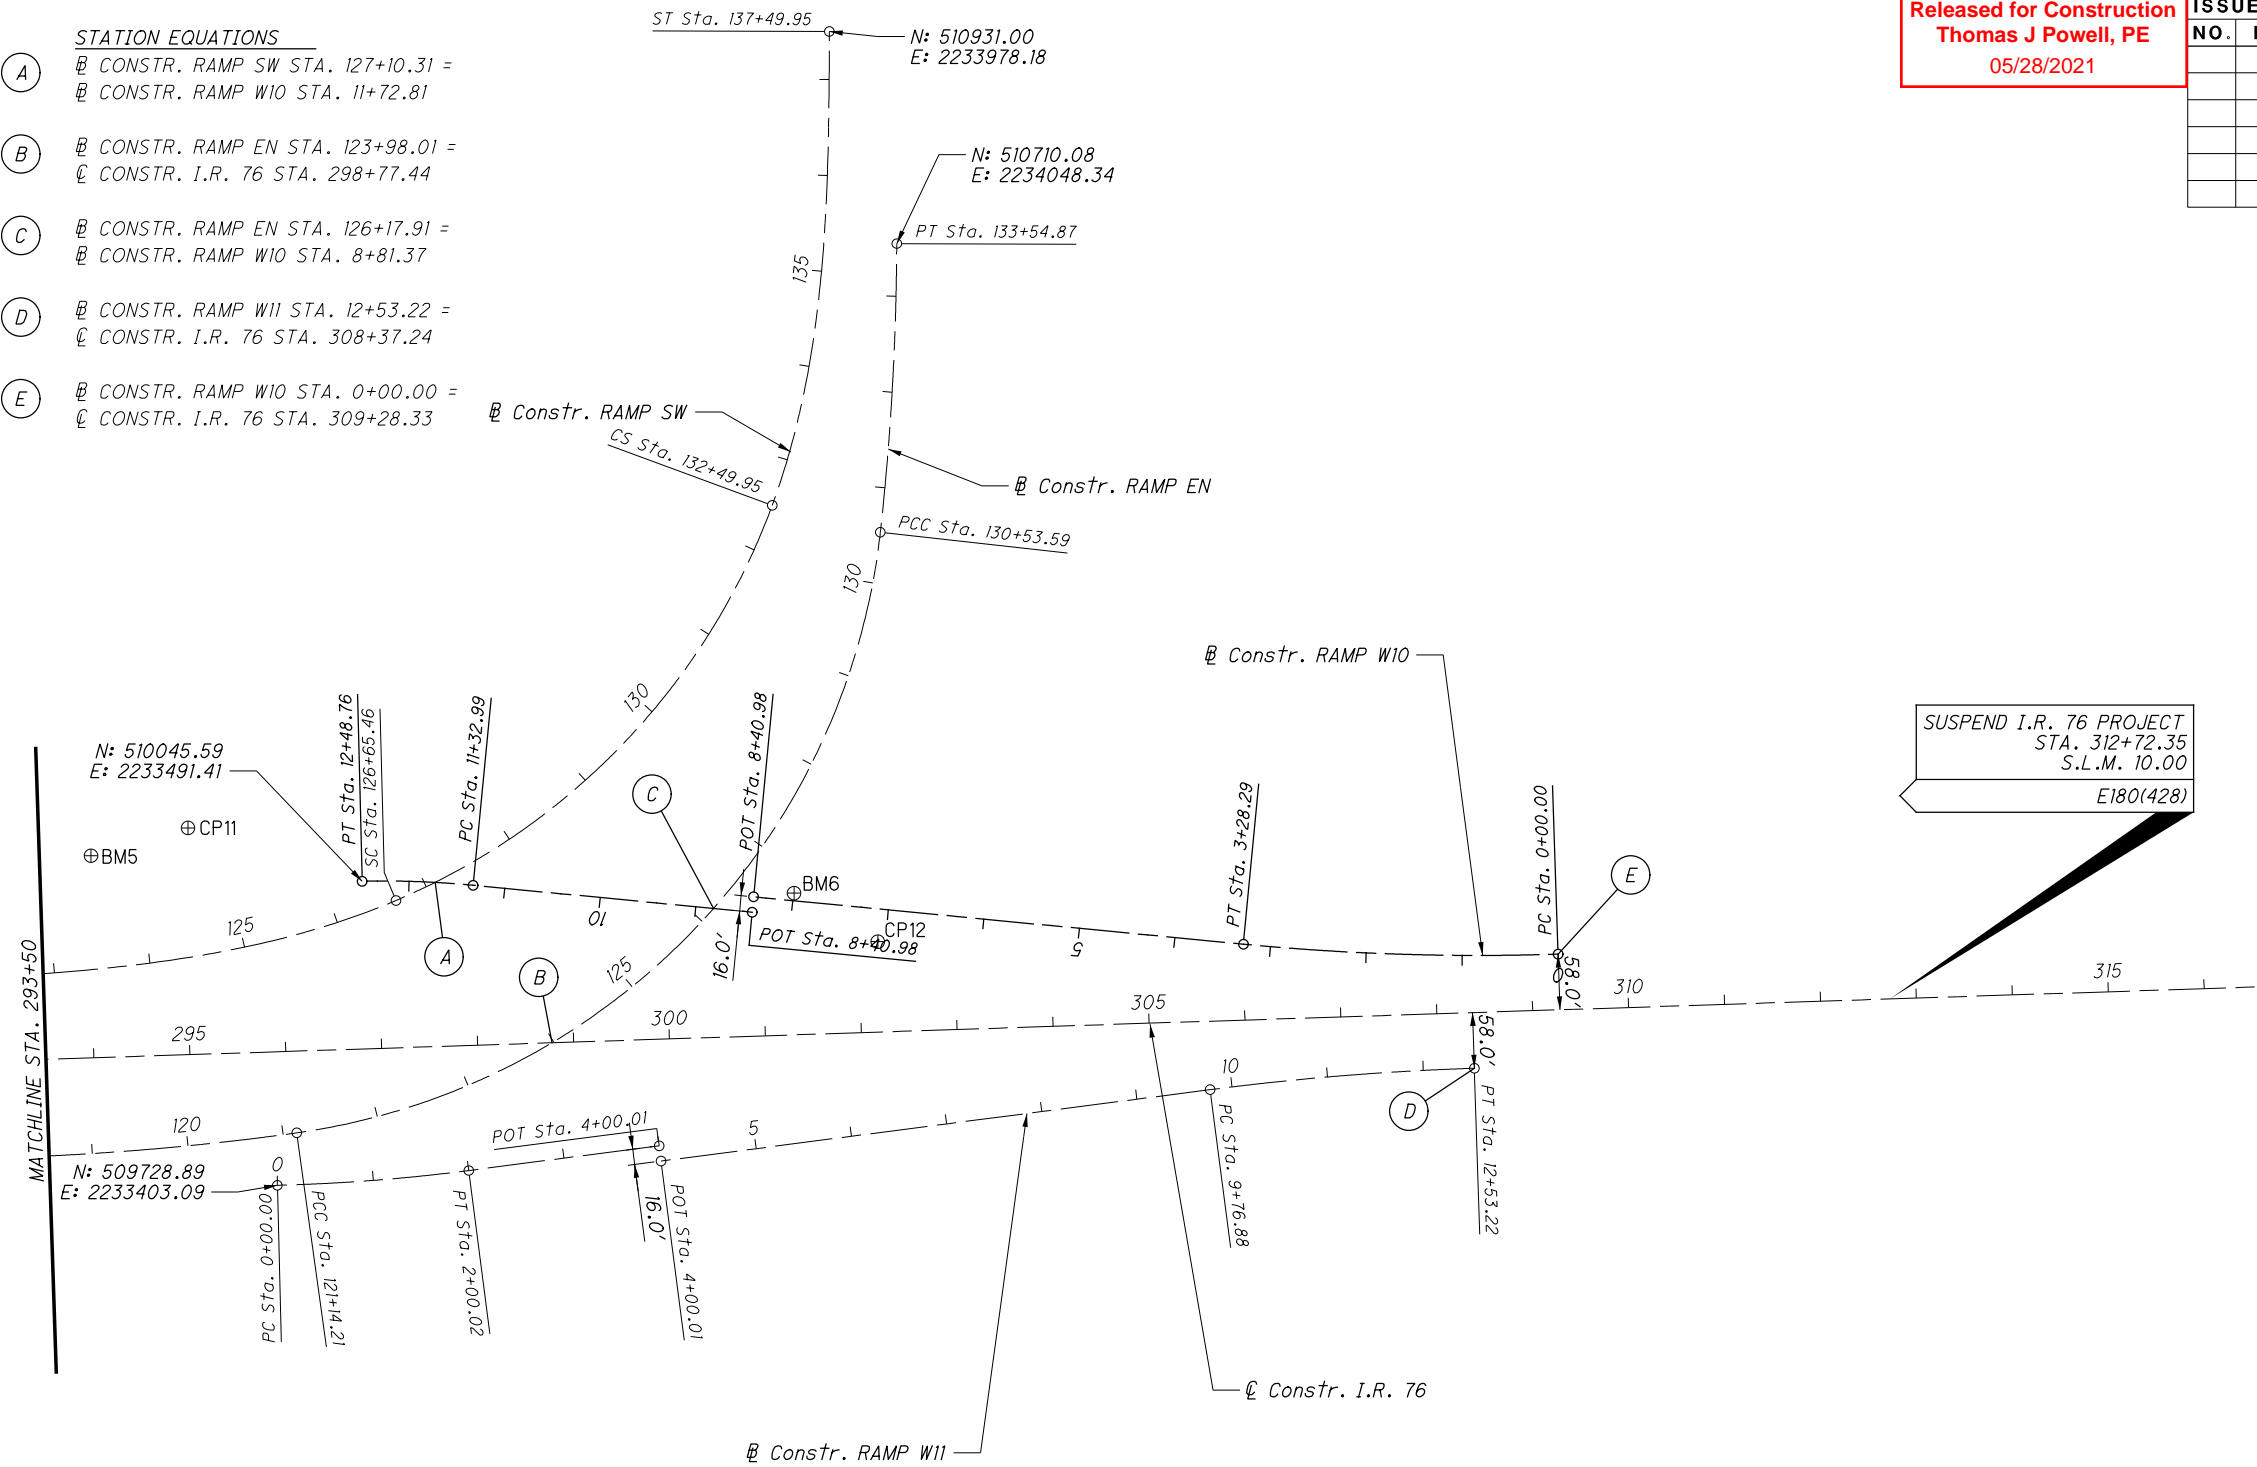 STATION EQUATIONS
A
℄ CONSTR. RAMP SW STA. 127+10.31 =
℄ CONSTR. RAMP W10 STA. 11+72.81
B
℄ CONSTR. RAMP EN STA. 123+98.01 =
℄ CONSTR. I.R. 76 STA. 298+77.44
C
℄ CONSTR. RAMP EN STA. 126+17.91 =
℄ CONSTR. RAMP W10 STA. 8+81.37
D
℄ CONSTR. RAMP W11 STA. 12+53.22 =
℄ CONSTR. I.R. 76 STA. 308+37.24
E
℄ CONSTR. RAMP W10 STA. 0+00.00 =
℄ CONSTR. I.R. 76 STA. 309+28.33
ST Sta. 137+49.95
N: 510931.00
E: 2233978.18
Released for Construction
Thomas J Powell, PE
05/28/2021
ISSUE
NO.
N: 510710.08
E: 2234048.34
PT Sta. 133+54.87
135
℄ Constr. RAMP SW
CS Sta. 132+49.95
℄ Constr. RAMP EN
PCC Sta. 130+53.59
130
130
℄ Constr. RAMP W10
SUSPEND I.R. 76 PROJECT
STA. 312+72.35
S.L.M. 10.00
E180(428)
N: 510045.59
E: 2233491.41
PT Sta. 12+48.76
SC Sta. 126+65.46
PC Sta. 11+32.99
POT Sta. 8+40.98
C
CP11
BM5
BM6
CP12
PT Sta. 3+28.29
PC Sta. 0+00.00
E
125
10
POT Sta. 8+40.98
16.0'
5
0
58.0'
A
B
125
MATCHLINE STA. 293+50
295
300
305
310
315
58.0'
10
D
PT Sta. 12+53.22
120
POT Sta. 4+00.01
5
N: 509728.89
E: 2233403.09
0
PC Sta. 0+00.00
PCC Sta. 121+14.21
PT Sta. 2+00.02
16.0'
POT Sta. 4+00.01
PC Sta. 9+76.88
℄ Constr. I.R. 76
℄ Constr. RAMP W11